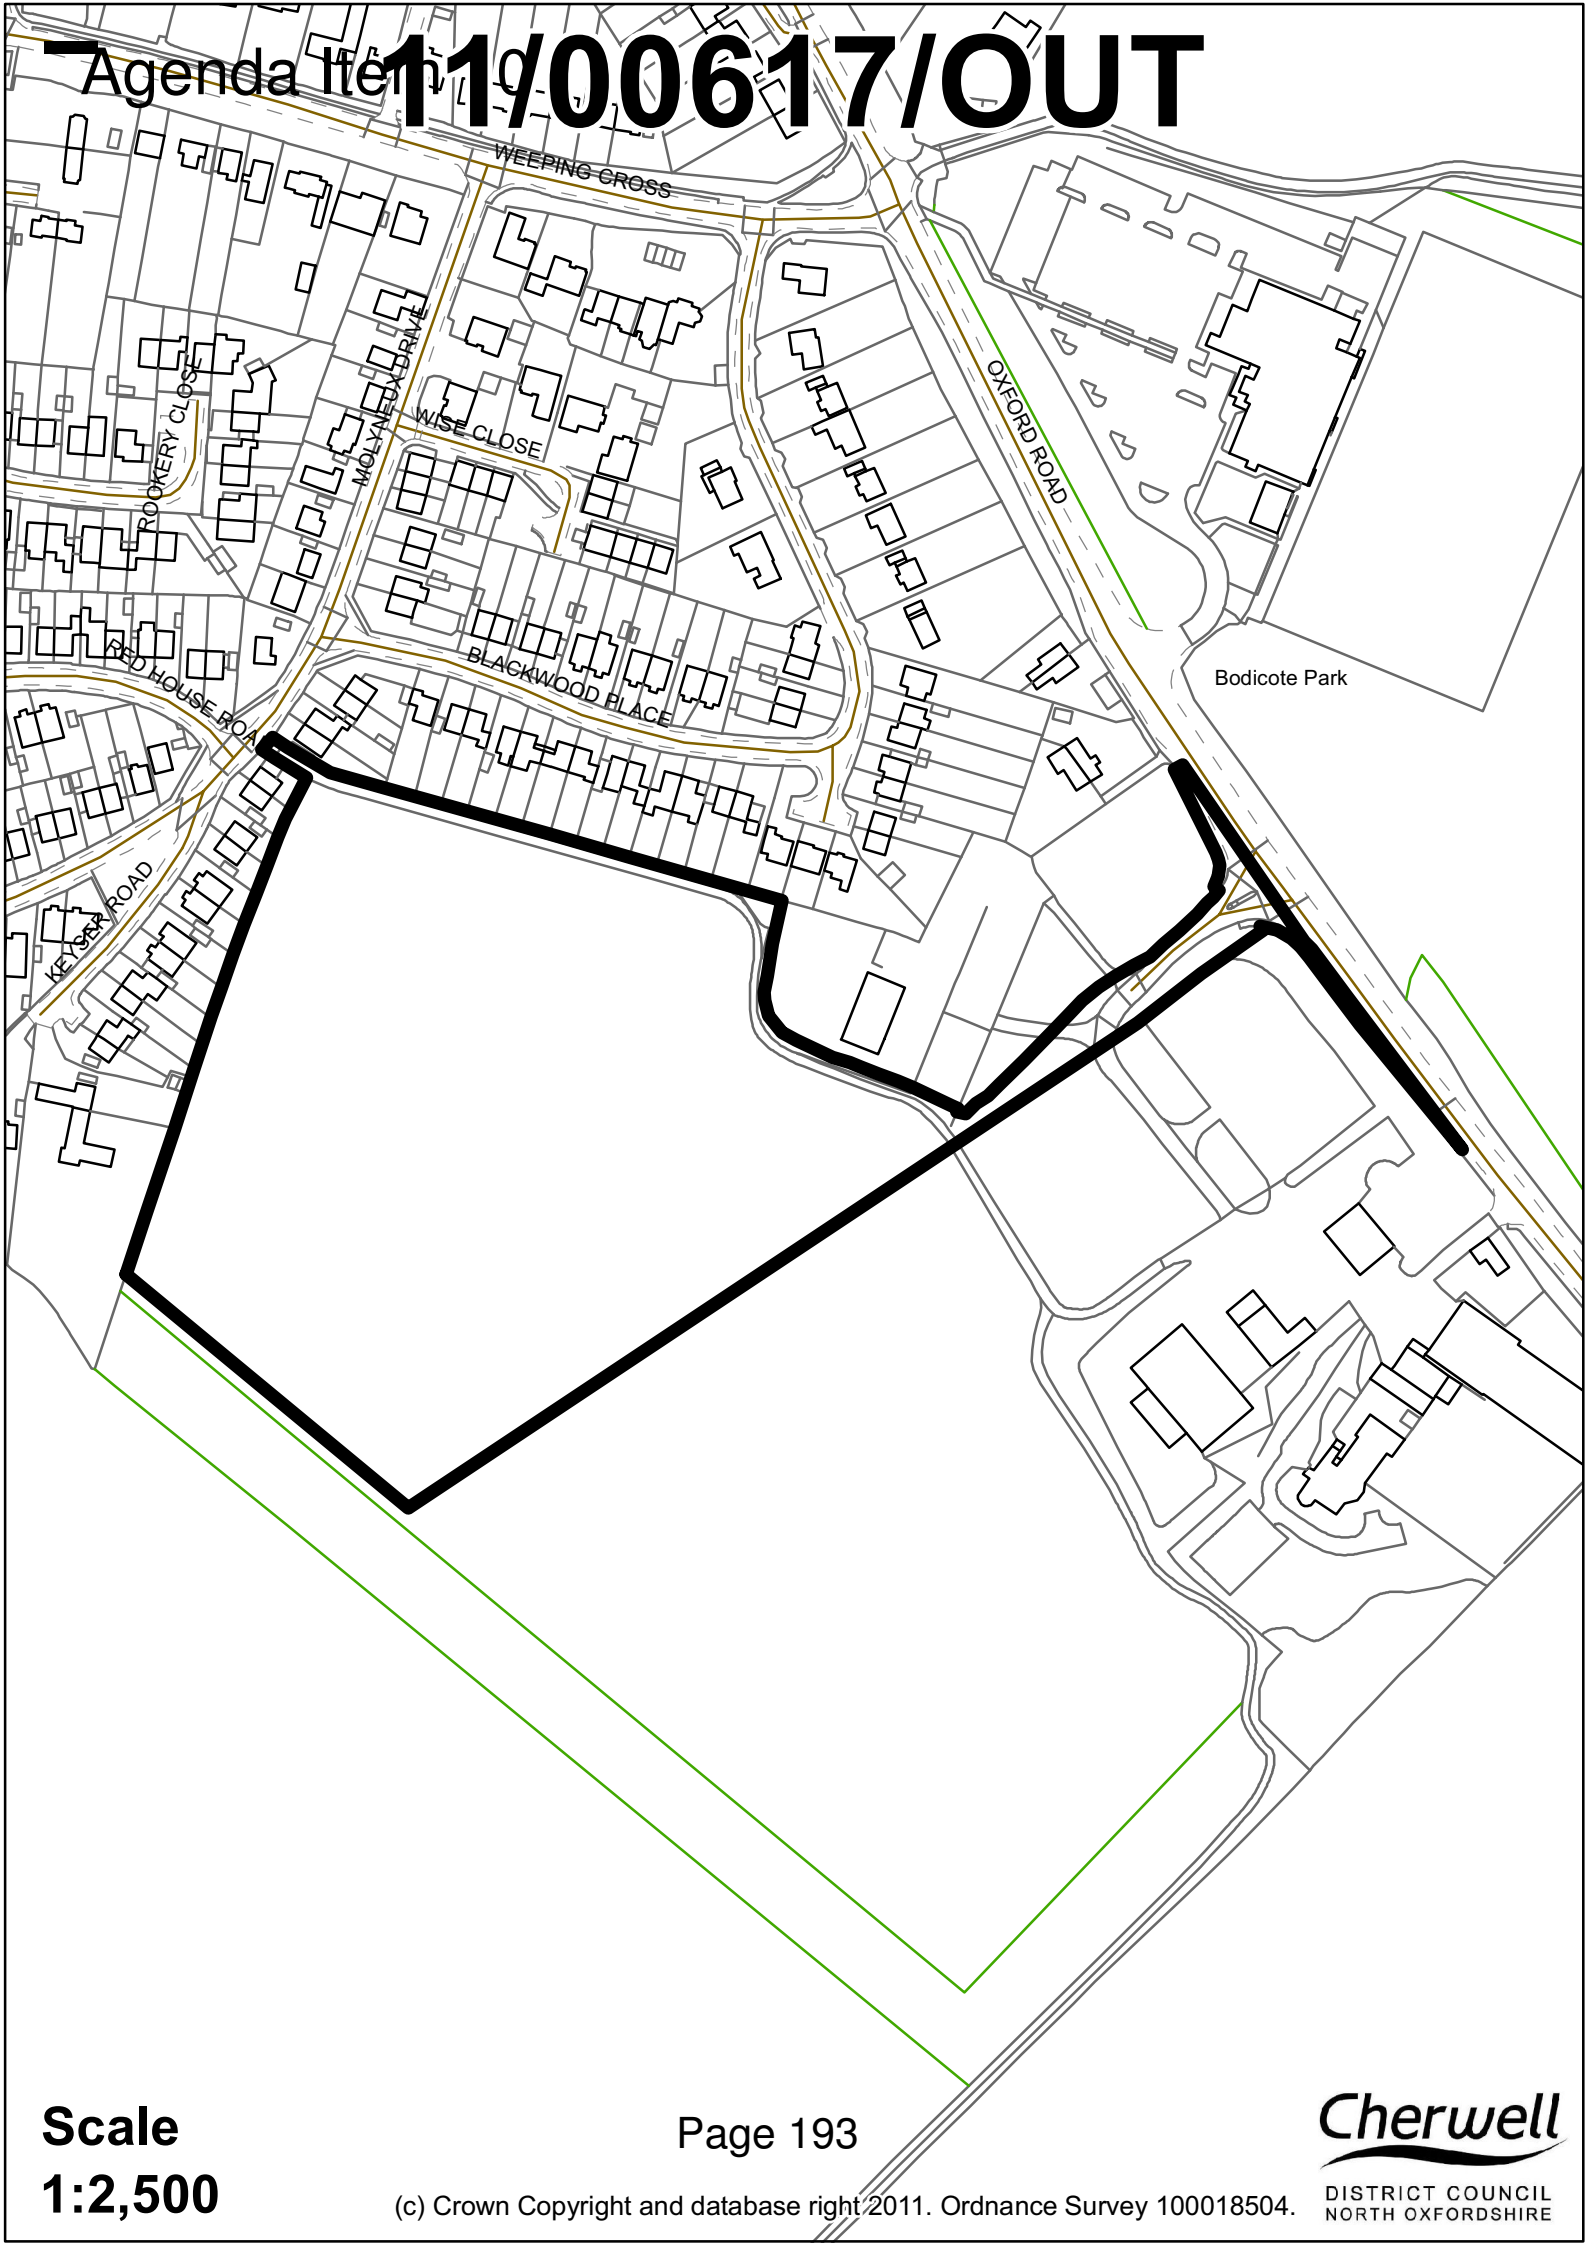 Agenda Item
11/00617/OUT
WEEPING CROSS
MOLYNEUX DRIVE
OXFORD ROAD
ROOKERY CLOSE
WISE CLOSE
RED HOUSE ROA
BLACKWOOD PLACE
Bodicote Park
KEYSER ROAD
Scale
1:2,500
Page 193
(c) Crown Copyright and database right 2011. Ordnance Survey 100018504.
Cherwell
DISTRICT COUNCIL
NORTH OXFORDSHIRE